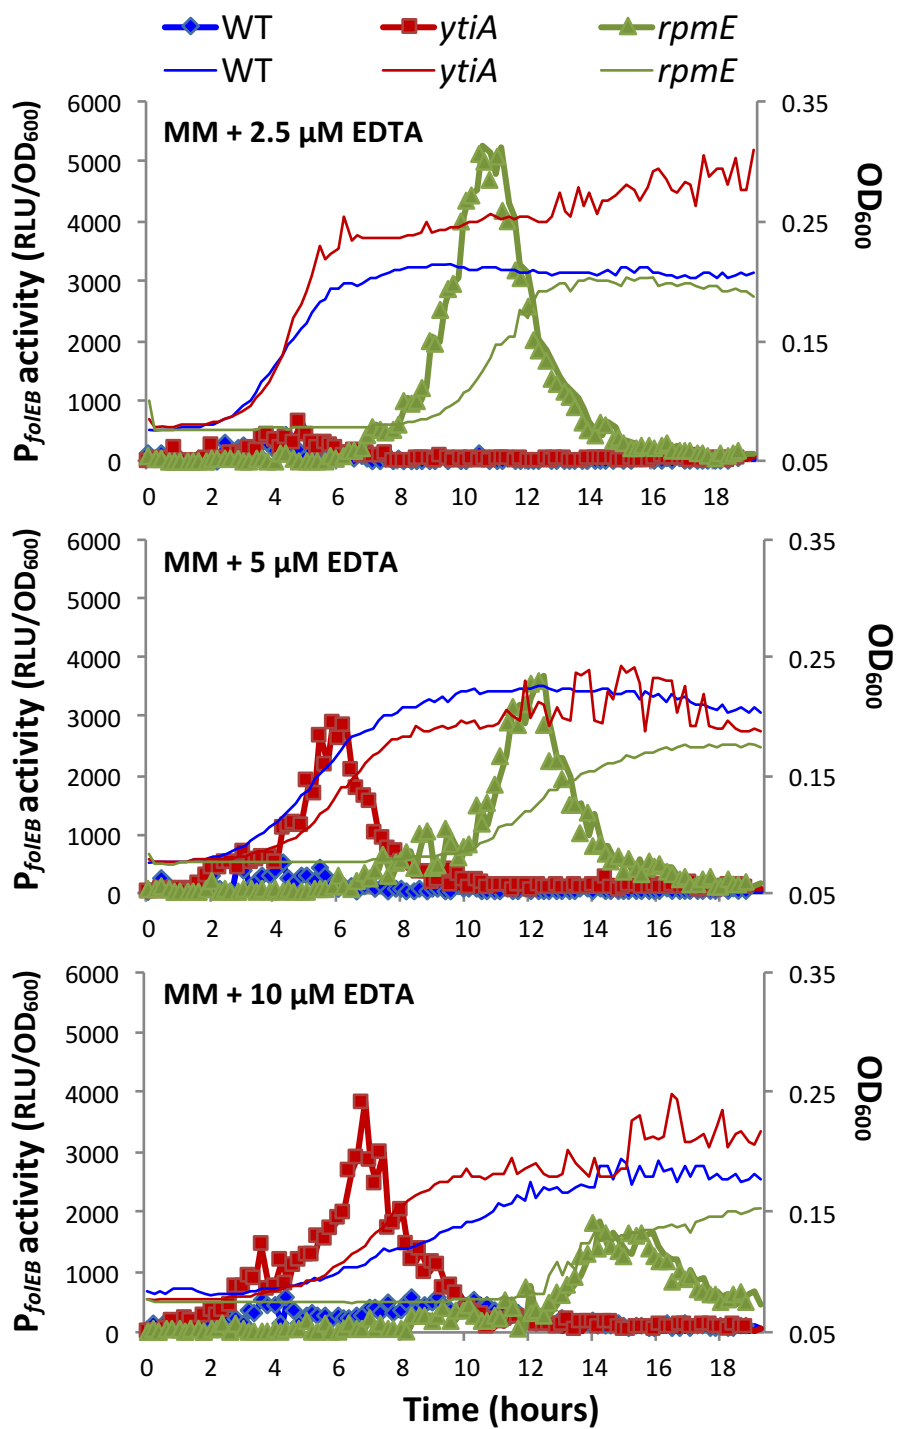 WT ytiA rpmE
WT ytiA rpmE
MM + 2.5 µM EDTA
PfolEB activity (RLU/OD600)
6000
5000
4000
3000
2000
1000
0
0.35
0.25
0.15
0.05
OD600
0 2 4 6 8 10 12 14 16 18
MM + 5 µM EDTA
PfolEB activity (RLU/OD600)
6000
5000
4000
3000
2000
1000
0
0.35
0.25
0.15
0.05
OD600
0 2 4 6 8 10 12 14 16 18
MM + 10 µM EDTA
PfolEB activity (RLU/OD600)
6000
5000
4000
3000
2000
1000
0
0.35
0.25
0.15
0.05
OD600
0 2 4 6 8 10 12 14 16 18
Time (hours)